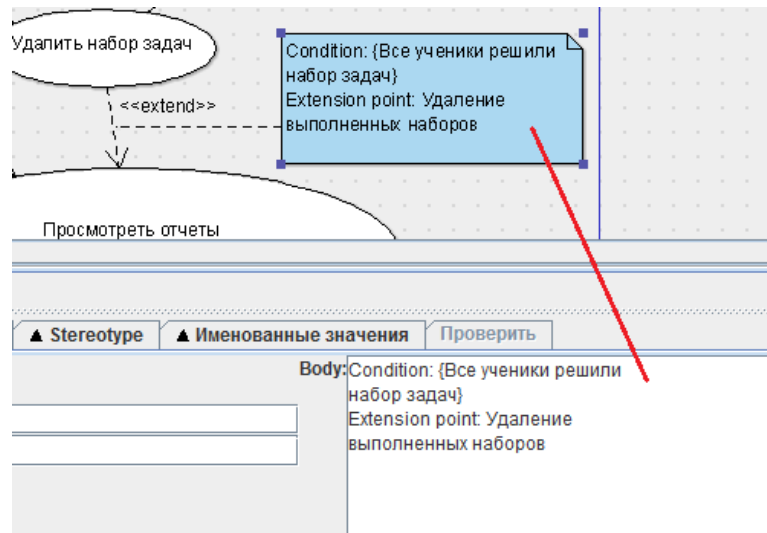 Удалить набор задач
Condition: {Все ученики решили
набор задач}
Extension point: Удаление
выполненных наборов
<<extend>>
Просмотреть отчеты
▲ Stereotype
▲ Именованные значения
Проверить
Body:
Condition: {Все ученики решили
набор задач}
Extension point: Удаление
выполненных наборов